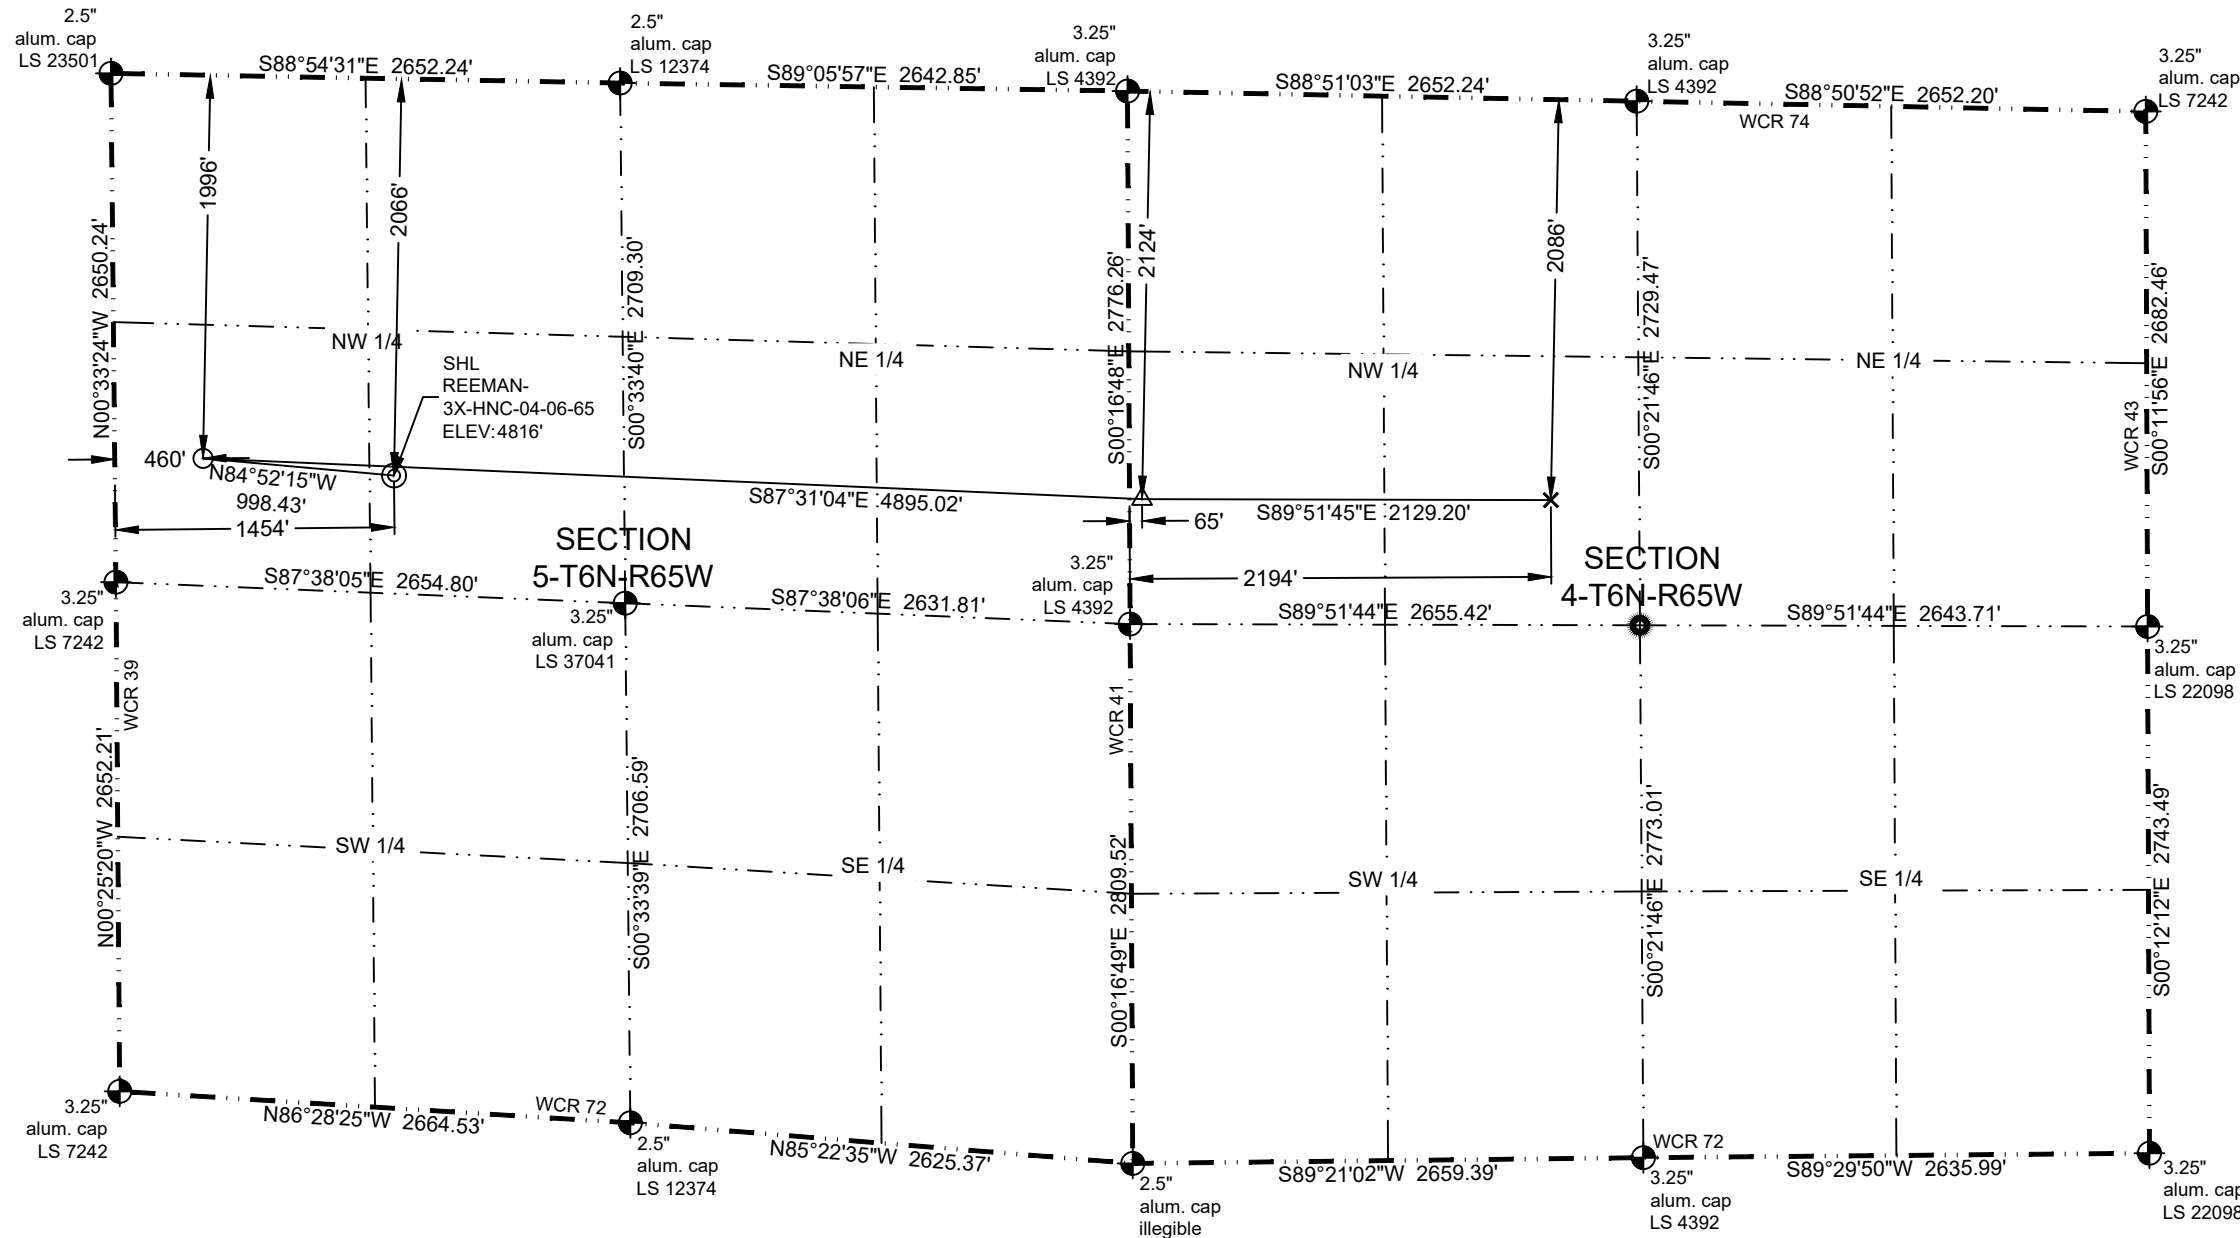 2.5"
alum. cap
LS 23501
S88°54'31"E 2652.24'
2.5"
alum. cap
LS 12374
S89°05'57"E 2642.85'
3.25"
alum. cap
LS 4392
S88°51'03"E 2652.24'
3.25"
alum. cap
LS 4392
S88°50'52"E 2652.20'
WCR 74
3.25"
alum. cap
LS 7242
1996'
2066'
2124'
2086'
N00°33'24"W 2650.24'
S00°33'40"E 2709.30'
S00°16'48"E 2776.26'
S00°21'46"E 2729.47'
WCR 43
S00°11'56"E 2682.46'
NW 1/4
NE 1/4
NW 1/4
NE 1/4
SHL
REEMAN-
3X-HNC-04-06-65
ELEV:4816'
460'
N84°52'15"W
998.43'
1454'
S87°31'04"E 4895.02'
65'
S89°51'45"E 2129.20'
2194'
SECTION
5-T6N-R65W
SECTION
4-T6N-R65W
3.25"
alum. cap
LS 7242
S87°38'05"E 2654.80'
3.25"
alum. cap
LS 37041
S87°38'06"E 2631.81'
3.25"
alum. cap
LS 4392
S89°51'44"E 2655.42'
S89°51'44"E 2643.71'
3.25"
alum. cap
LS 22098
WCR 39
WCR 41
N00°25'20"W 2652.21'
S00°33'39"E 2706.59'
S00°16'49"E 2809.52'
S00°21'46"E 2773.01'
S00°12'12"E 2743.49'
SW 1/4
SE 1/4
SW 1/4
SE 1/4
3.25"
alum. cap
LS 7242
N86°28'25"W 2664.53'
WCR 72
2.5"
alum. cap
LS 12374
N85°22'35"W 2625.37'
2.5"
alum. cap
illegible
S89°21'02"W 2659.39'
WCR 72
3.25"
alum. cap
LS 4392
S89°29'50"W 2635.99'
3.25"
alum. cap
LS 22098